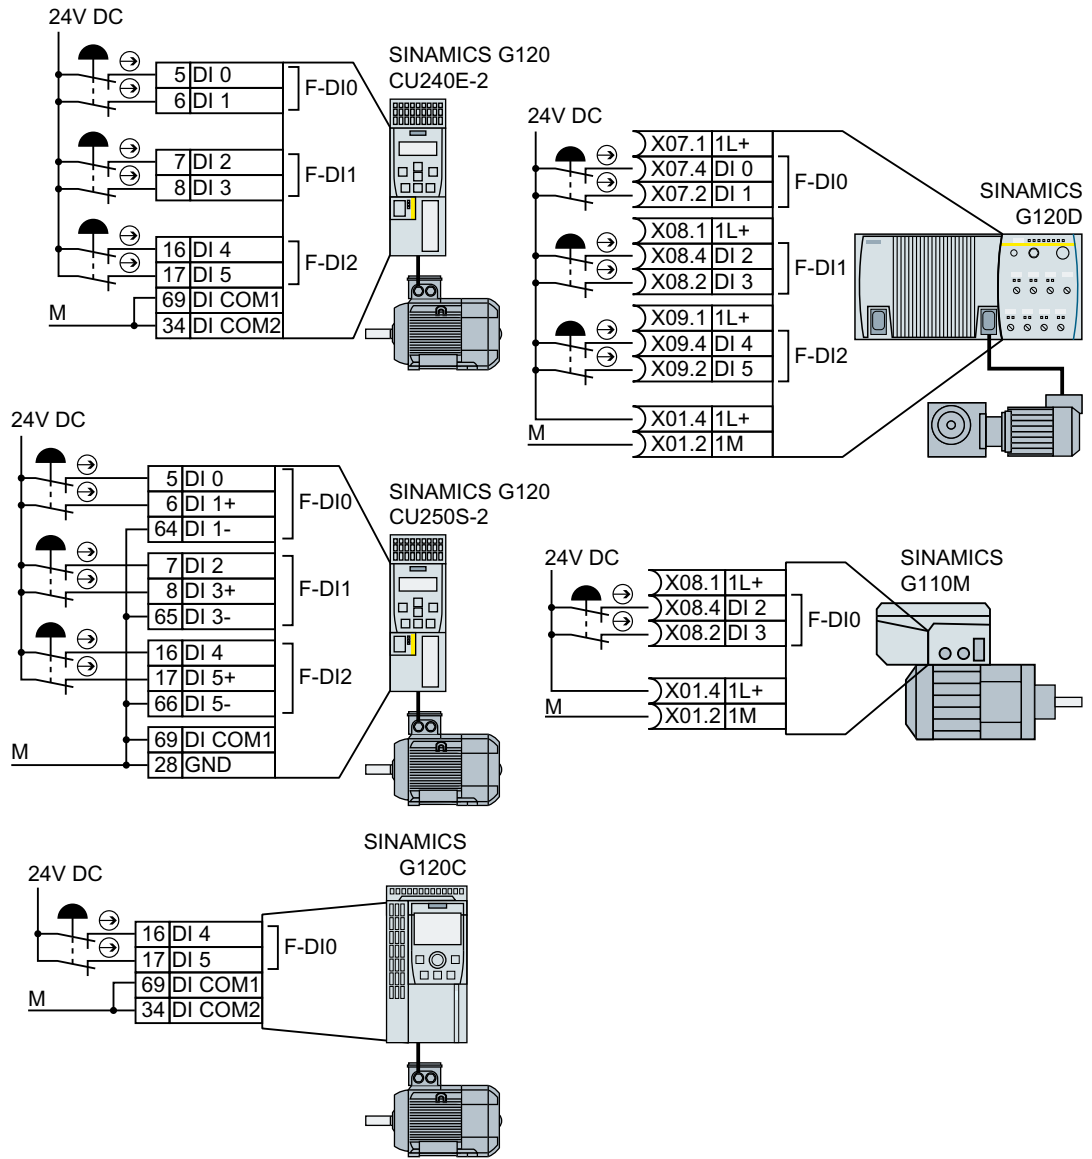 24V DC
SINAMICS G120
CU240E-2
5 DI 0
6 DI 1
F-DI0
7 DI 2
8 DI 3
F-DI1
16 DI 4
17 DI 5
F-DI2
69 DI COM1
34 DI COM2
M
24V DC
X07.1 1L+
X07.4 DI 0
X07.2 DI 1
F-DI0
X08.1 1L+
X08.4 DI 2
X08.2 DI 3
F-DI1
X09.1 1L+
X09.4 DI 4
X09.2 DI 5
F-DI2
X01.4 1L+
M
X01.2 1M
SINAMICS
G120D
24V DC
5 DI 0
6 DI 1+
64 DI 1-
F-DI0
7 DI 2
8 DI 3+
65 DI 3-
F-DI1
16 DI 4
17 DI 5+
66 DI 5-
F-DI2
69 DI COM1
M
28 GND
SINAMICS G120
CU250S-2
24V DC
X08.1 1L+
X08.4 DI 2
X08.2 DI 3
F-DI0
X01.4 1L+
M
X01.2 1M
SINAMICS
G110M
24V DC
SINAMICS
G120C
16 DI 4
17 DI 5
F-DI0
69 DI COM1
M
34 DI COM2